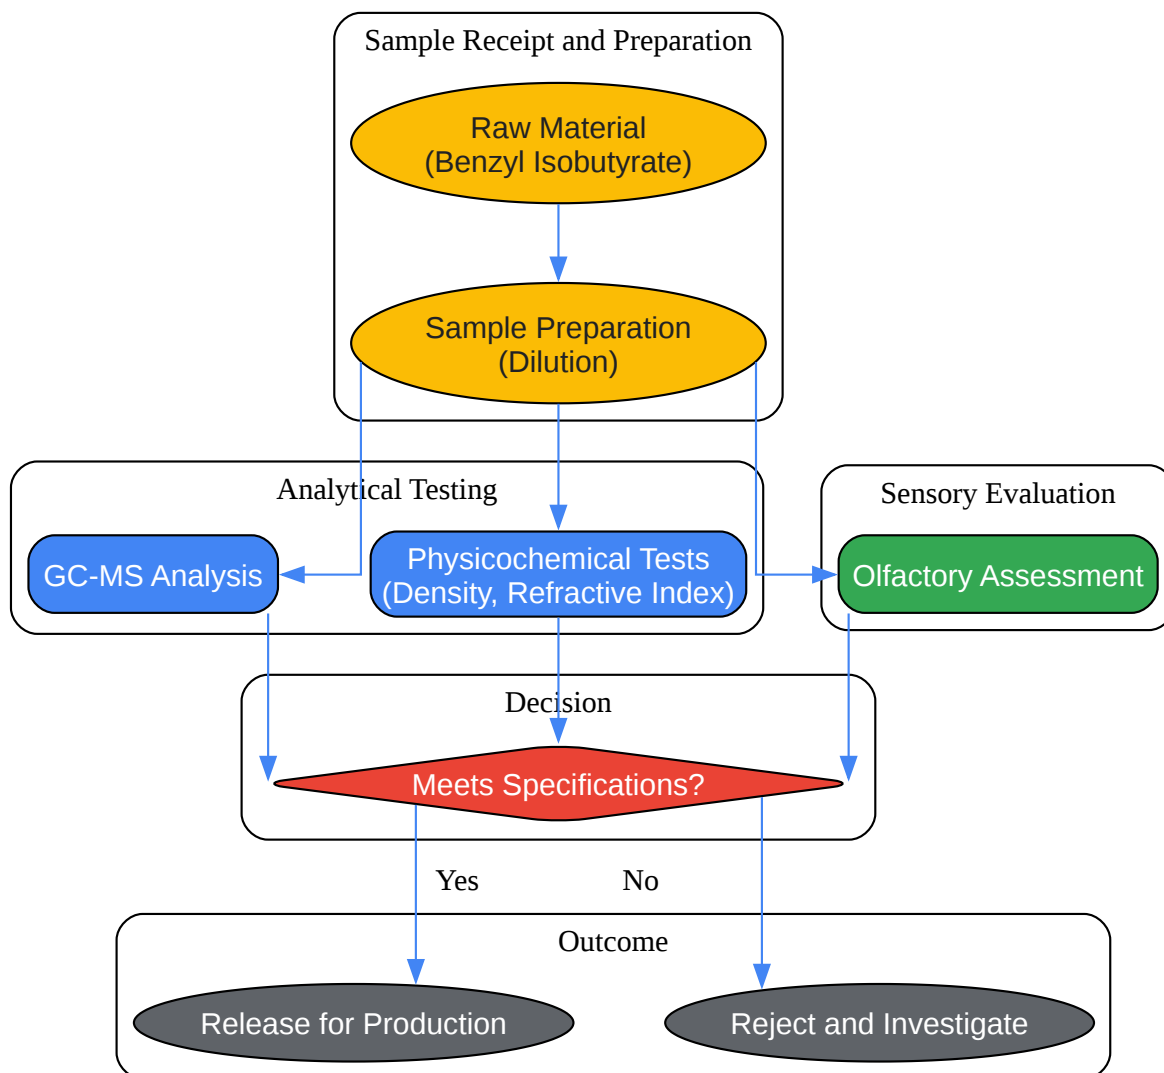 Sample Receipt and Preparation
Raw Material
(Benzyl Isobutyrate)
Sample Preparation
(Dilution)
Analytical Testing
Sensory Evaluation
GC-MS Analysis
Physicochemical Tests
(Density, Refractive Index)
Olfactory Assessment
Decision
Meets Specifications?
Yes
No
Outcome
Release for Production
Reject and Investigate